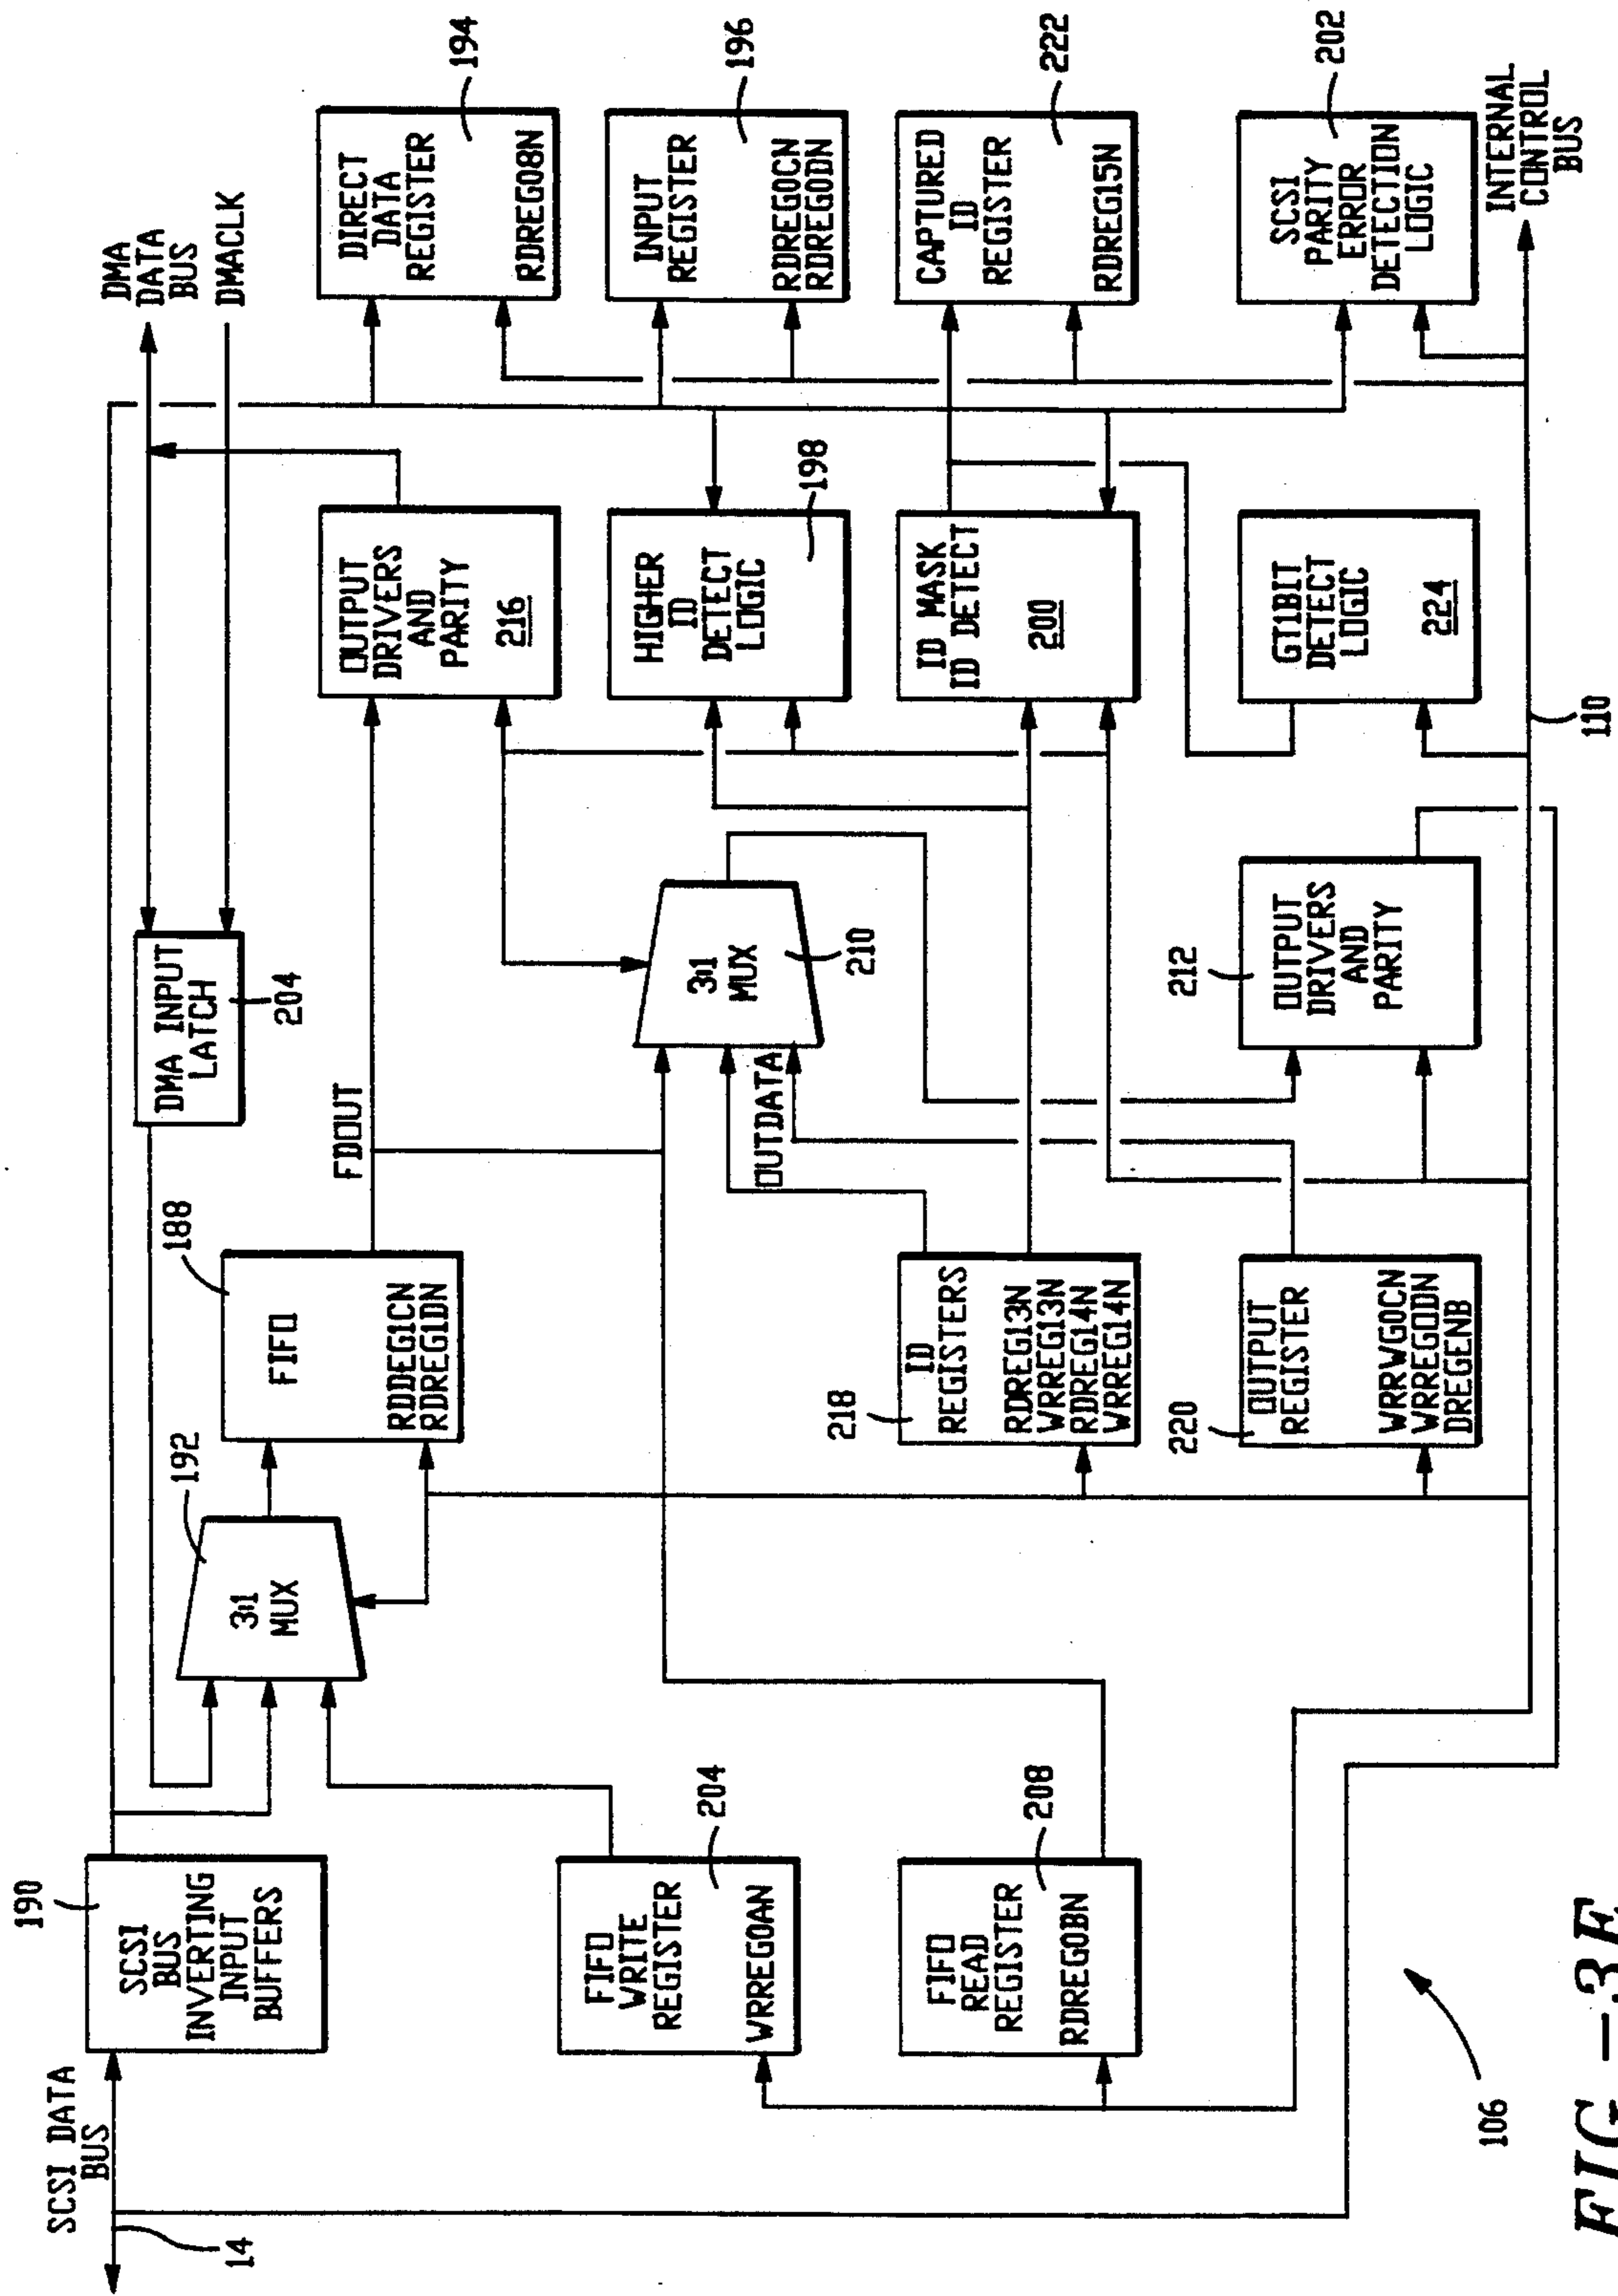 SCSI DATA
BUS
14
190
SCSI
BUS
INVERTING
INPUT
BUFFERS
FIFO
WRITE
REGISTER
WRREG0AN
204
FIFO
READ
REGISTER
RDREG0BN
208
192
3:1
MUX
188
FIFO
RDDEG1CN
RDREG1DN
218
ID
REGISTERS
RDREG13N
WRREG13N
RDREG14N
WRREG14N
220
OUTPUT
REGISTER
WRRWG0CN
WRREG0DN
DREGENB
DMA INPUT
LATCH
204
FDOUT
OUTDATA
3:1
MUX
210
212
OUTPUT
DRIVERS
AND
PARITY
OUTPUT
DRIVERS
AND
PARITY
216
HIGHER
ID
DETECT
LOGIC
198
ID MASK
ID DETECT
200
GT1BIT
DETECT
LOGIC
224
110
DMA
DATA
BUS
DMACLK
DIRECT
DATA
REGISTER
RDREG08N
194
INPUT
REGISTER
RDREG0CN
RDREG0DN
196
CAPTURED
ID
REGISTER
RDREG15N
222
SCSI
PARITY
ERROR
DETECTION
LOGIC
202
INTERNAL
CONTROL
BUS
106